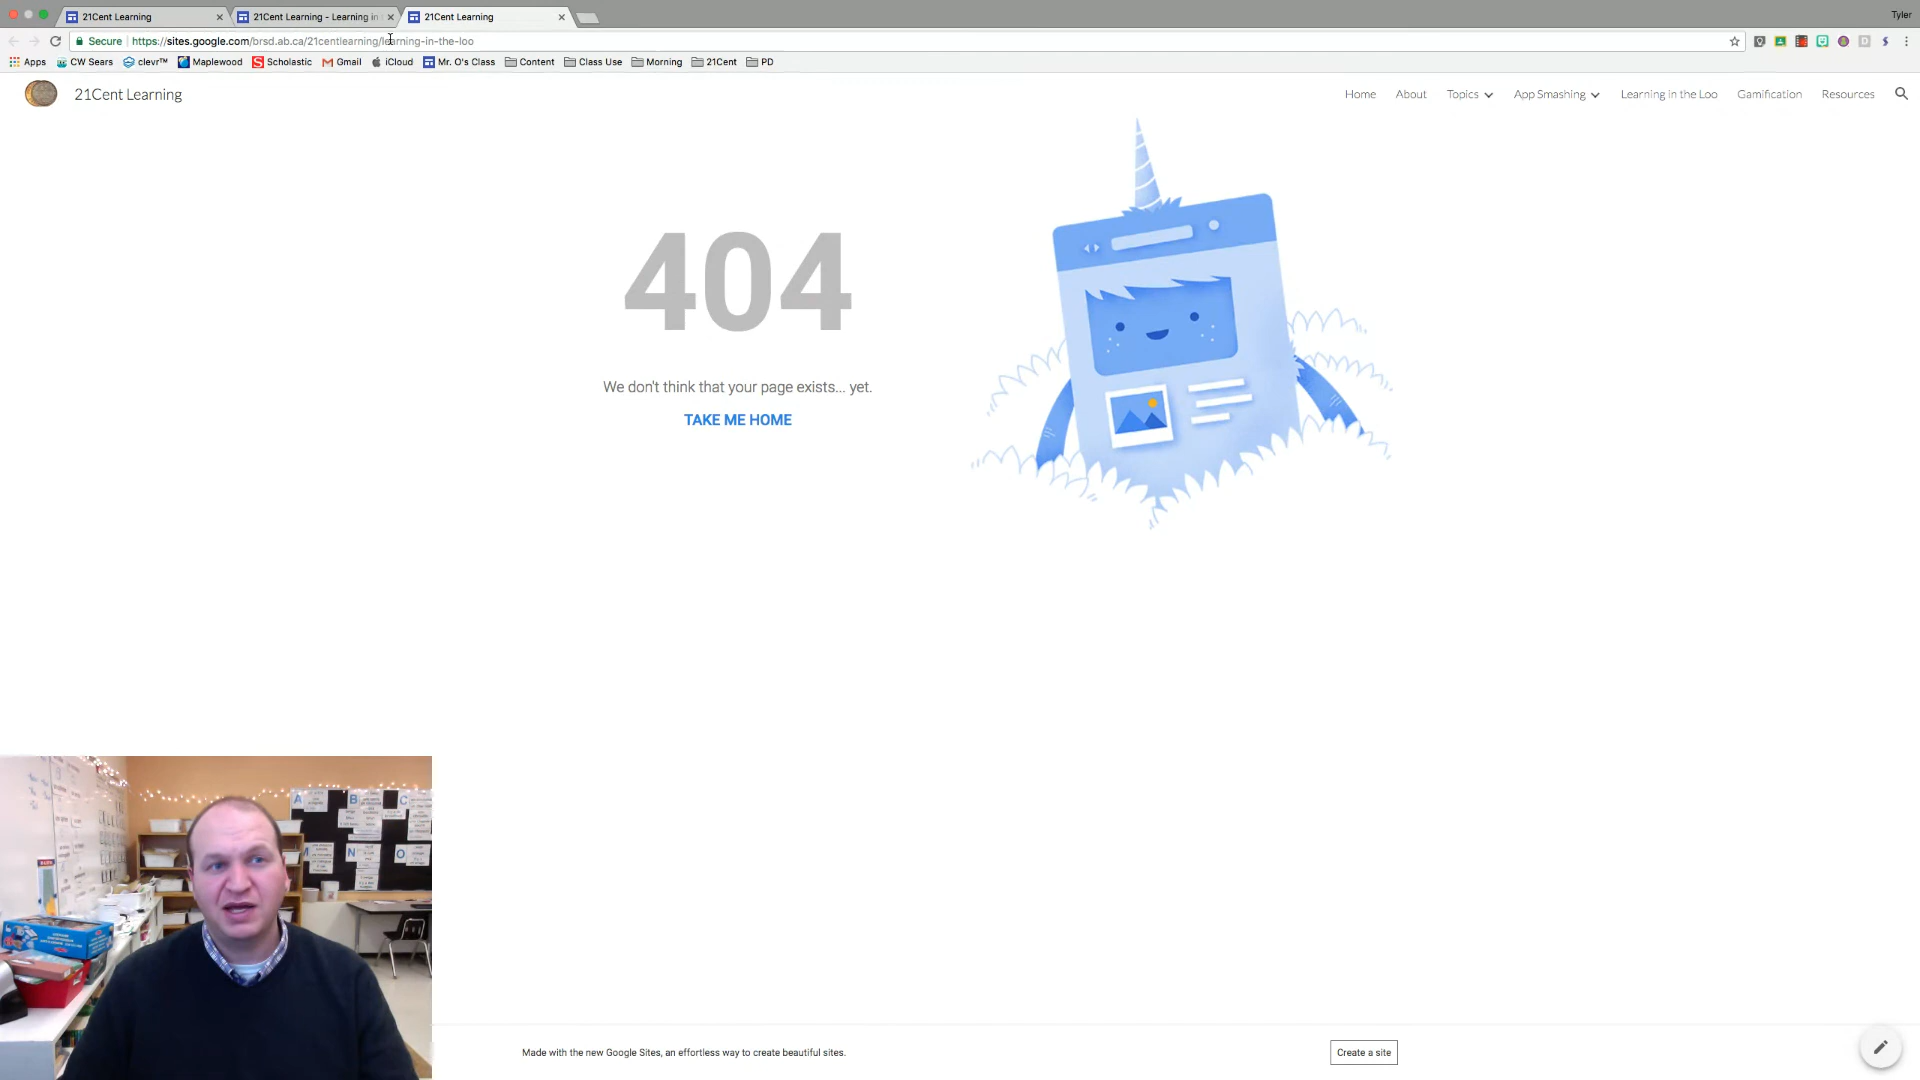 21Cent Learning
21Cent Learning - Learning in
21Cent Learning
Tyler
Secure https://sites.google.com/brsd.ab.ca/21centlearning/learning-in-the-loo
Apps CW Sears clevr™ Maplewood Scholastic Gmail iCloud Mr. O's Class Content Class Use Morning 21Cent PD
21Cent Learning
Home About Topics App Smashing Learning in the Loo Gamification Resources
404
We don't think that your page exists... yet.
TAKE ME HOME
A B C
M N O
Made with the new Google Sites, an effortless way to create beautiful sites.
Create a site